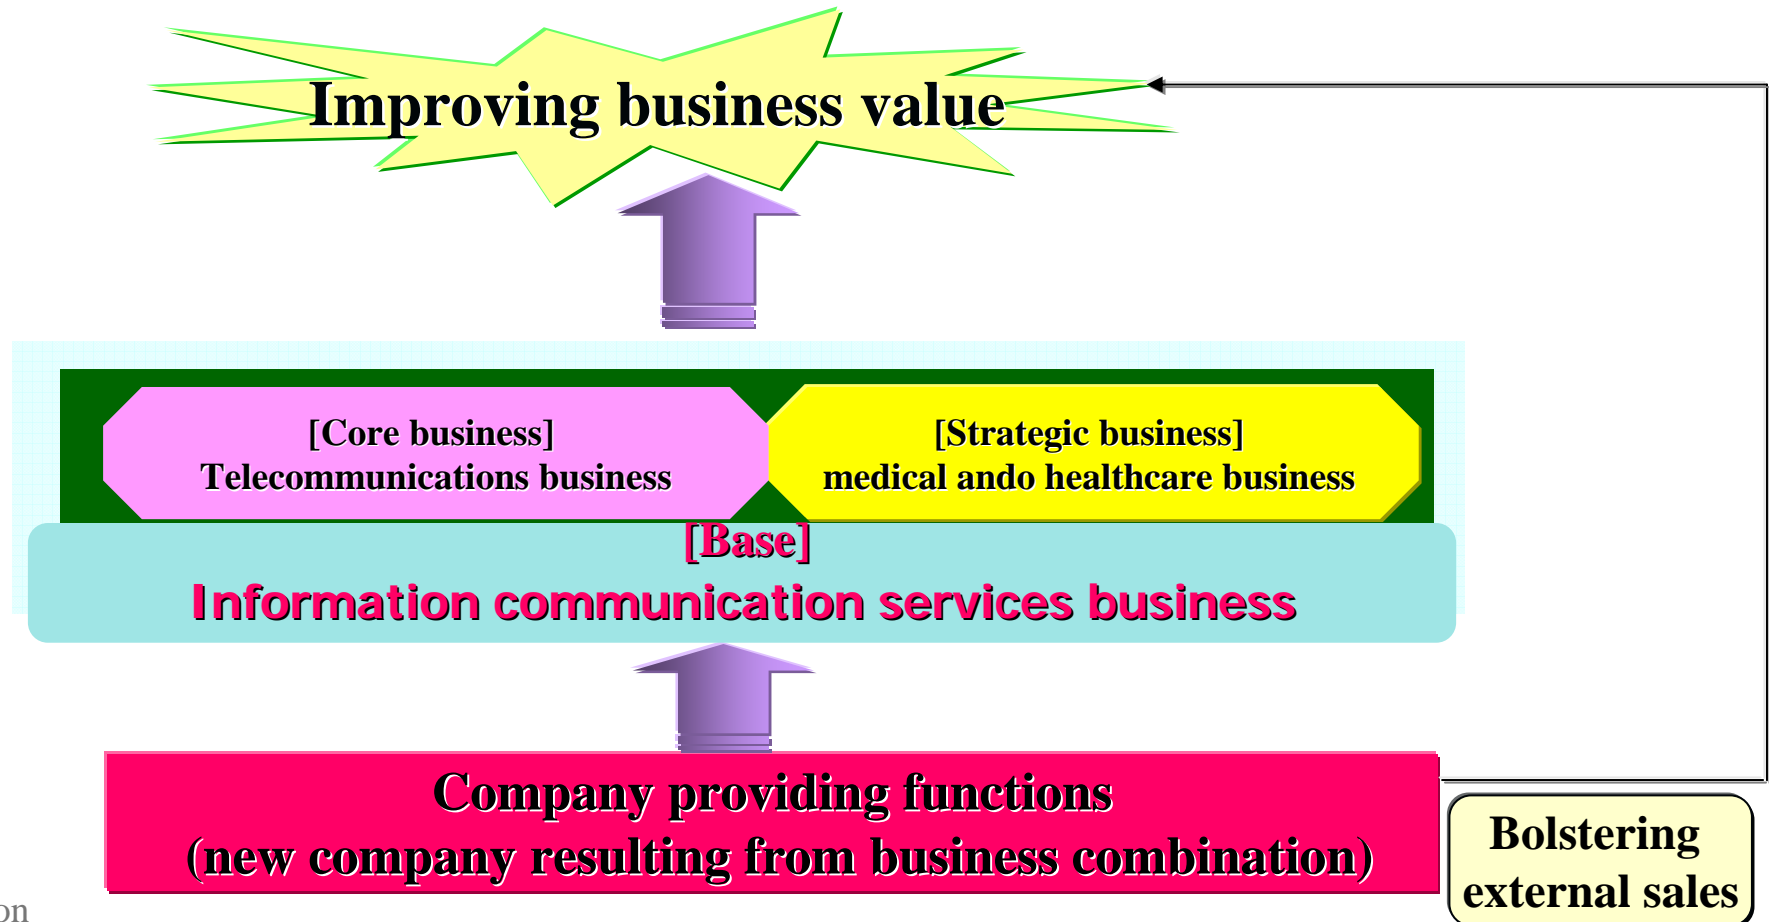 Improving business value
[Core business]
Telecommunications business
[Strategic business]
medical ando healthcare business
[Base]
Information communication services business
Company providing functions
(new company resulting from business combination)
Bolstering
external sales